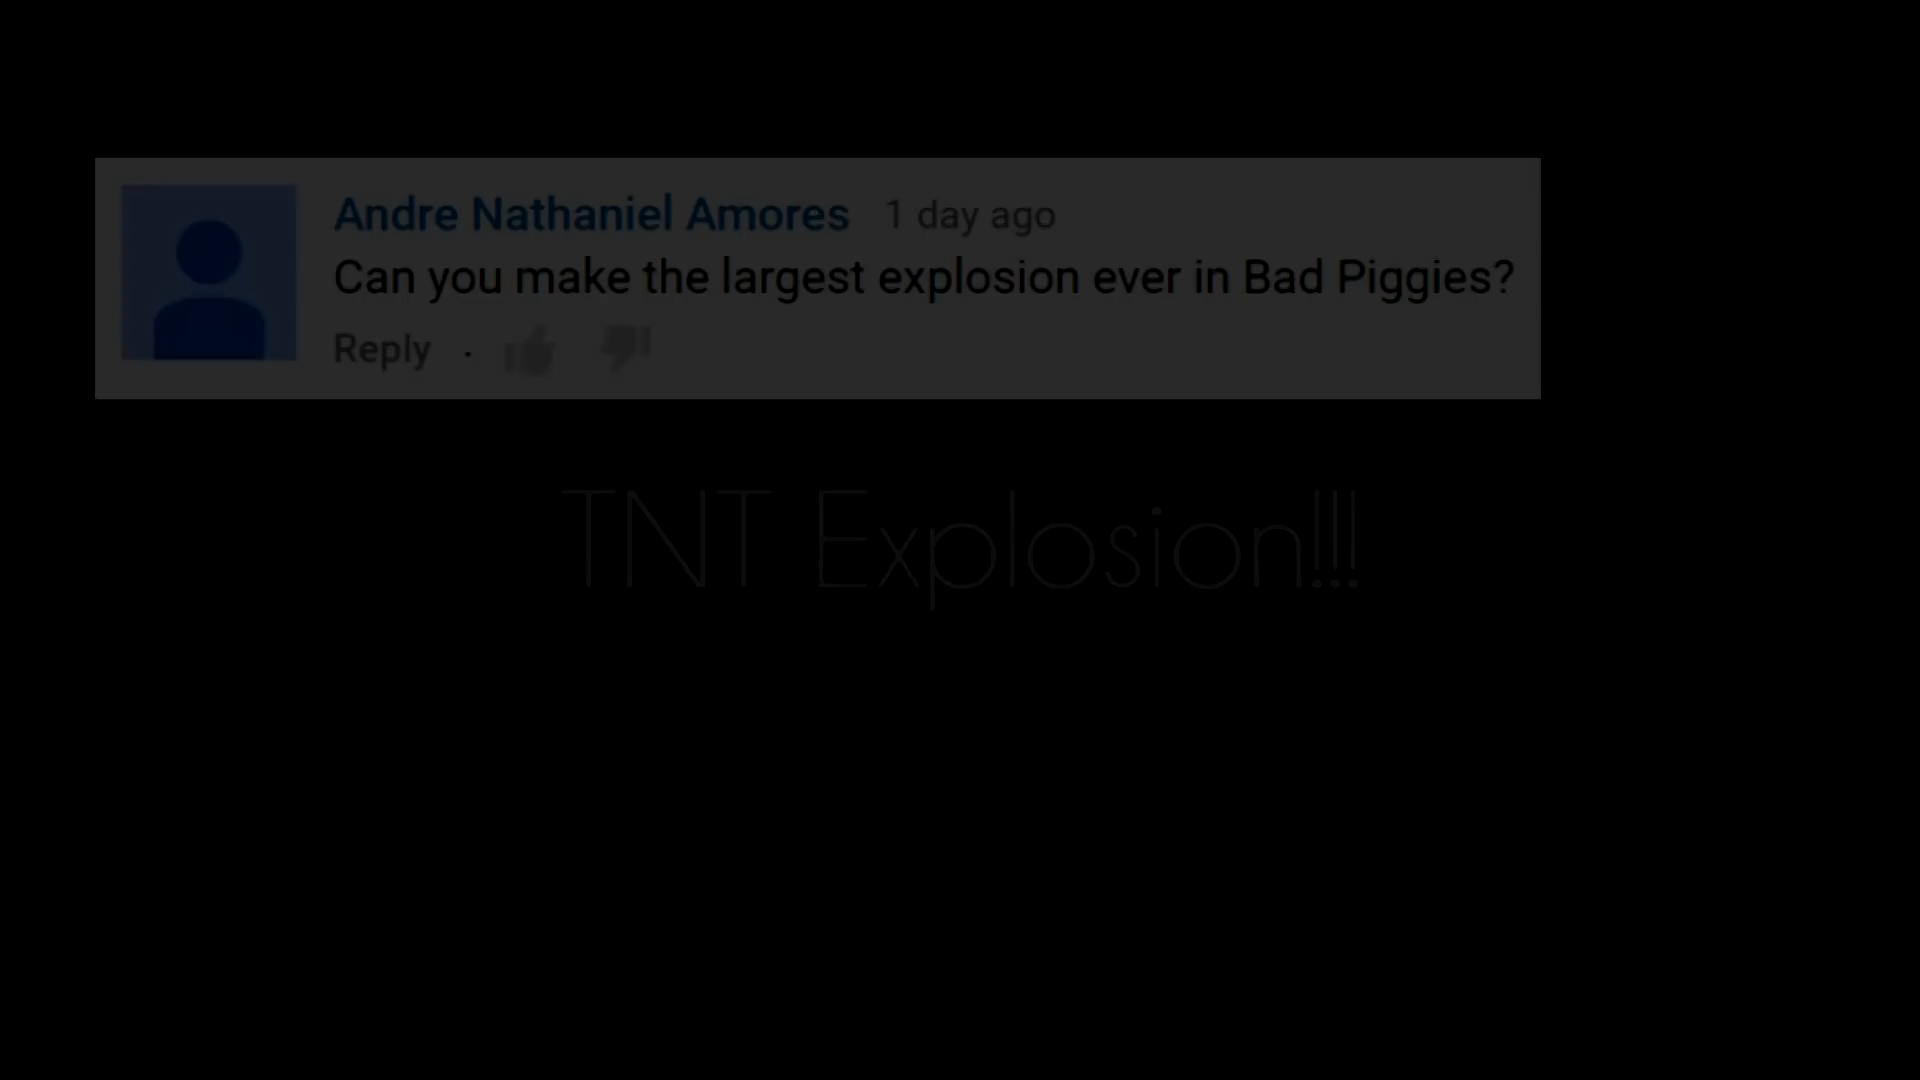 Andre Nathaniel Amores 1 day ago
Can you make the largest explosion ever in Bad Piggies?
Reply ·
TNT Explosion!!!